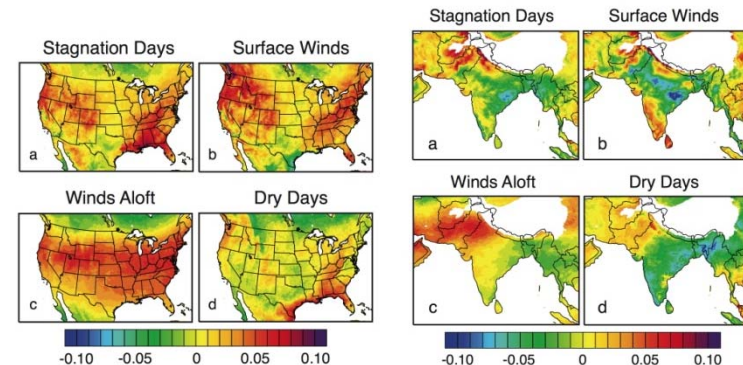 Stagnation Days
Surface Winds
a
b
Winds Aloft
Dry Days
c
d
-0.10 -0.05 0 0.05 0.10
Stagnation Days
Surface Winds
a
b
Winds Aloft
Dry Days
c
d
-0.10 -0.05 0 0.05 0.10